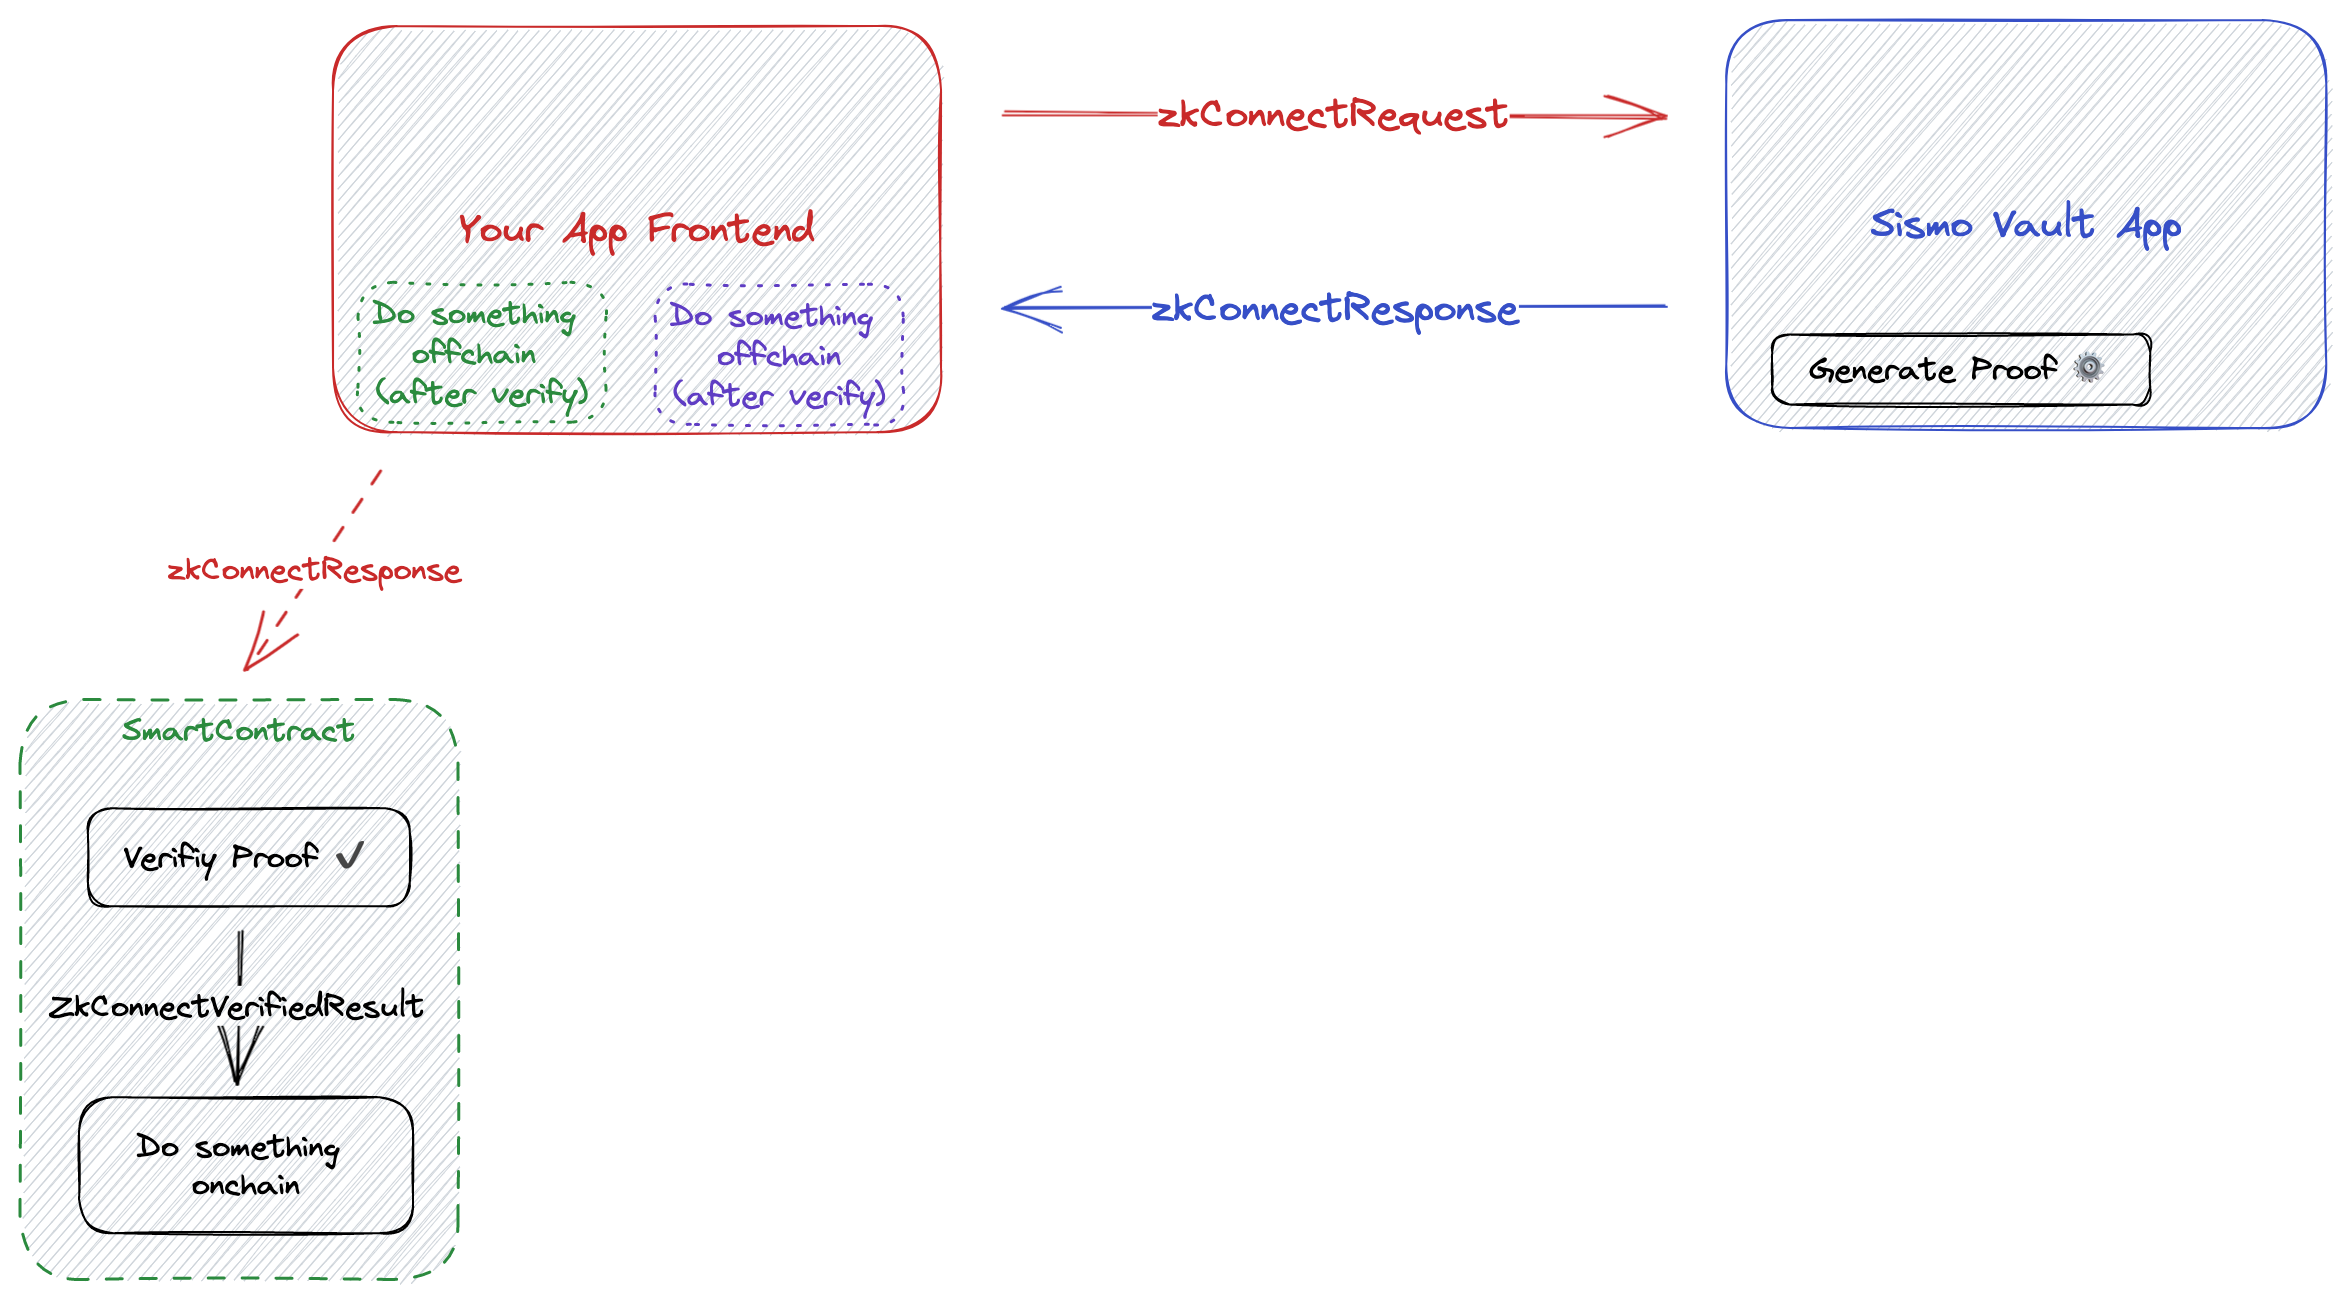 zkConnectRequest
Your App Frontend
Sismo Vault App
Do something
offchain
(after verify)
Do something
offchain
(after verify)
zkConnectResponse
Generate Proof
zkConnectResponse
SmartContract
Verifiy Proof
ZkConnectVerifiedResult
Do something
onchain